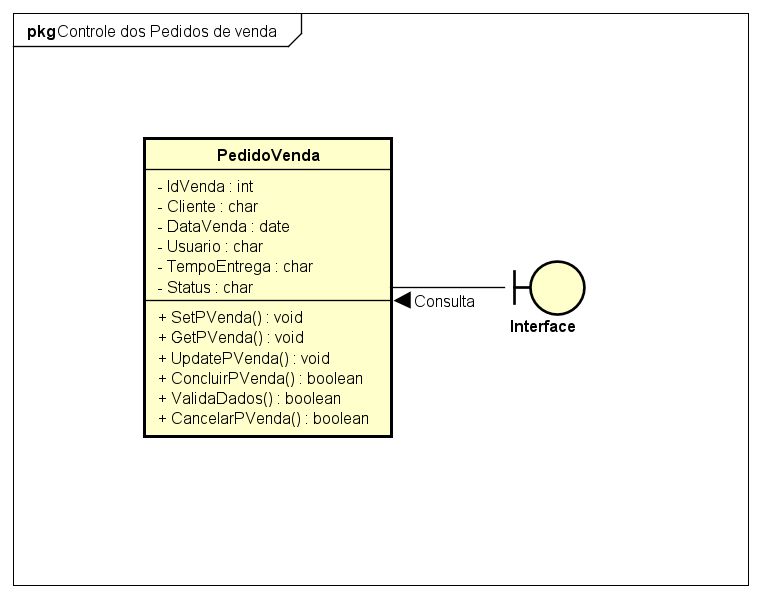 pkg Controle dos Pedidos de venda
PedidoVenda
- IdVenda : int
- Cliente : char
- DataVenda : date
- Usuario : char
- TempoEntrega : char
- Status : char
+ SetPVenda() : void
+ GetPVenda() : void
+ UpdatePVenda() : void
+ ConcluirPVenda() : boolean
+ ValidaDados() : boolean
+ CancelarPVenda() : boolean
Consulta
Interface